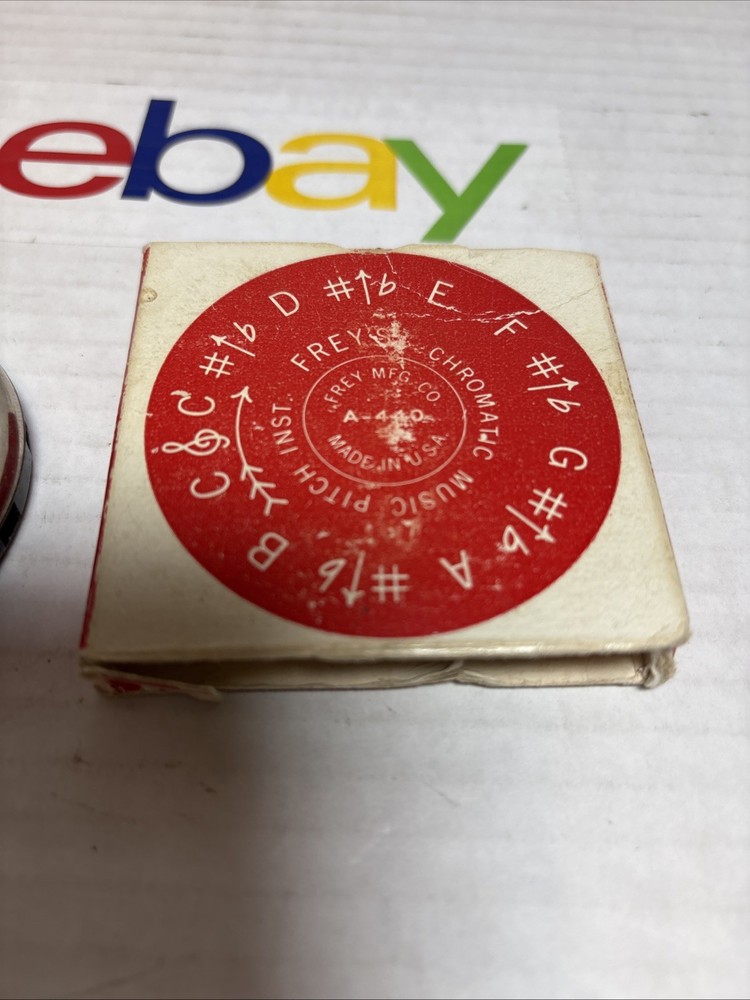 ebay
C C' #↑b D #↑b E F #↑b G #↑b A #↑b B
FREY'S CHROMATIC MUSIC PITCH INST.
FREY MFG. CO.
A-440
MADE IN U.S.A.